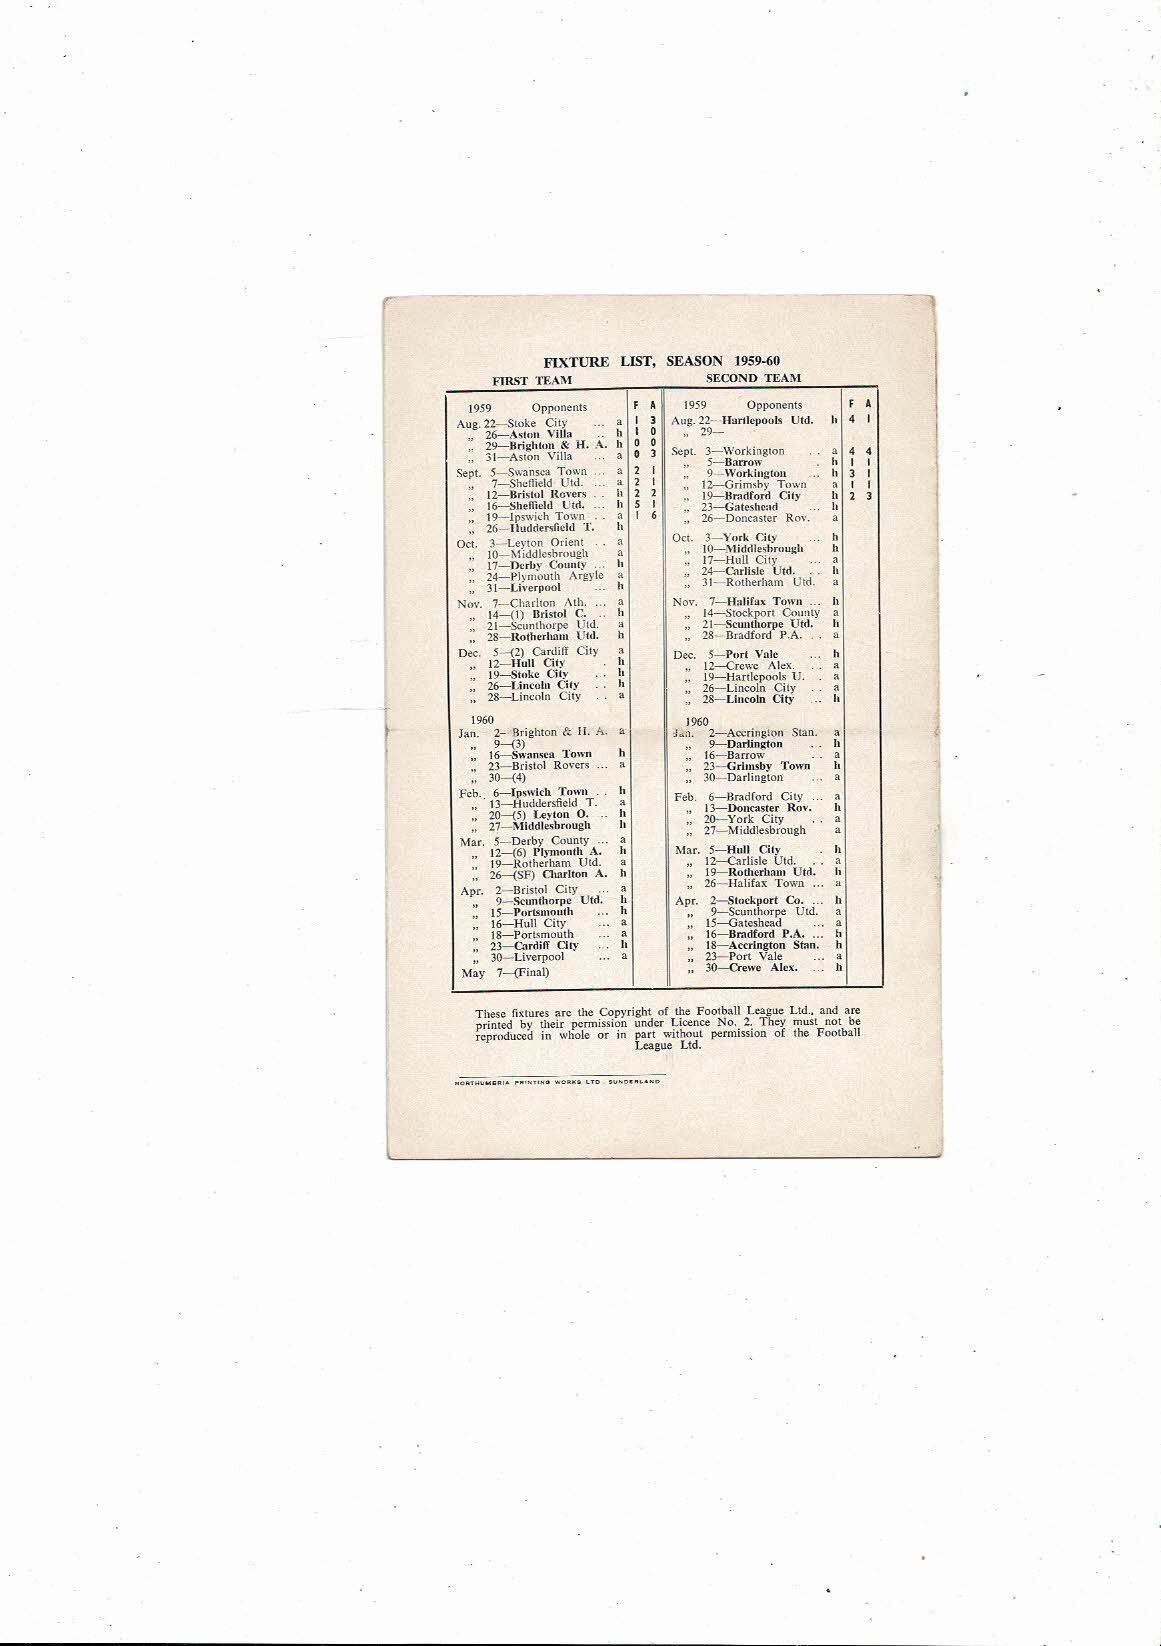 FIXTURE LIST, SEASON 1959-60
FIRST TEAM
1959 Opponents F A
Aug. 22—Stoke City ... a 1 3
„ 26—Aston Villa .. h 1 0
„ 29—Brighton & H. A. h 0 0
„ 31—Aston Villa ... a 0 3
Sept. 5—Swansea Town ... a 2 1
„ 7—Sheffield Utd. ... a 2 1
„ 12—Bristol Rovers . . h 2 2
„ 16—Sheffield Utd. ... h 5 1
„ 19—Ipswich Town . . a 1 6
„ 26—Huddersfield T. h
Oct. 3—Leyton Orient . . a
„ 10—Middlesbrough a
„ 17—Derby County ... h
„ 24—Plymouth Argyle a
„ 31—Liverpool ... h
Nov. 7—Charlton Ath. ... a
„ 14—(1) Bristol C. .. h
„ 21—Scunthorpe Utd. a
„ 28—Rotherham Utd. h
Dec. 5—(2) Cardiff City a
„ 12—Hull City . h
„ 19—Stoke City . . h
„ 26—Lincoln City . . h
„ 28—Lincoln City . . a
1960
Jan. 2- Brighton & H. A. a
„ 9—(3)
„ 16—Swansea Town h
„ 23—Bristol Rovers ... a
„ 30—(4)
Feb. 6—Ipswich Town . . h
„ 13—Huddersfield T. a
„ 20—(5) Leyton O. .. h
„ 27—Middlesbrough h
Mar. 5—Derby County ... a
„ 12—(6) Plymouth A. h
„ 19—Rotherham Utd. a
„ 26—(SF) Charlton A. h
Apr. 2—Bristol City ... a
„ 9—Scunthorpe Utd. h
„ 15—Portsmouth ... h
„ 16—Hull City ... a
„ 18—Portsmouth ... a
„ 23—Cardiff City ... h
„ 30—Liverpool ... a
May 7—(Final)
SECOND TEAM
1959 Opponents F A
Aug. 22—Hartlepools Utd. h 4 1
„ 29—
Sept. 3—Workington . . a 4 4
„ 5—Barrow . h 1 1
„ 9—Workington ... h 3 1
„ 12—Grimsby Town a 1 1
„ 19—Bradford City h 2 3
„ 23—Gateshead ... h
„ 26—Doncaster Rov. a
Oct. 3—York City ... h
„ 10—Middlesbrough h
„ 17—Hull City ... a
„ 24—Carlisle Utd. . . h
„ 31—Rotherham Utd. a
Nov. 7—Halifax Town ... h
„ 14—Stockport County a
„ 21—Scunthorpe Utd. h
„ 28—Bradford P.A. . . a
Dec. 5—Port Vale ... h
„ 12—Crewe Alex. . . a
„ 19—Hartlepools U. . a
„ 26—Lincoln City . . a
„ 28—Lincoln City ... h
1960
Jan. 2—Accrington Stan. a
„ 9—Darlington ... h
„ 16—Barrow . . a
„ 23—Grimsby Town h
„ 30—Darlington ... a
Feb. 6—Bradford City ... a
„ 13—Doncaster Rov. h
„ 20—York City . . a
„ 27—Middlesbrough a
Mar. 5—Hull City . h
„ 12—Carlisle Utd. . . a
„ 19—Rotherham Utd. h
„ 26—Halifax Town ... a
Apr. 2—Stockport Co. ... h
„ 9—Scunthorpe Utd. a
„ 15—Gateshead ... a
„ 16—Bradford P.A. ... h
„ 18—Accrington Stan. h
„ 23—Port Vale ... a
„ 30—Crewe Alex. ... h
These fixtures are the Copyright of the Football League Ltd., and are
printed by their permission under Licence No. 2. They must not be
reproduced in whole or in part without permission of the Football
League Ltd.
NORTHUMBRIA PRINTING WORKS LTD. SUNDERLAND